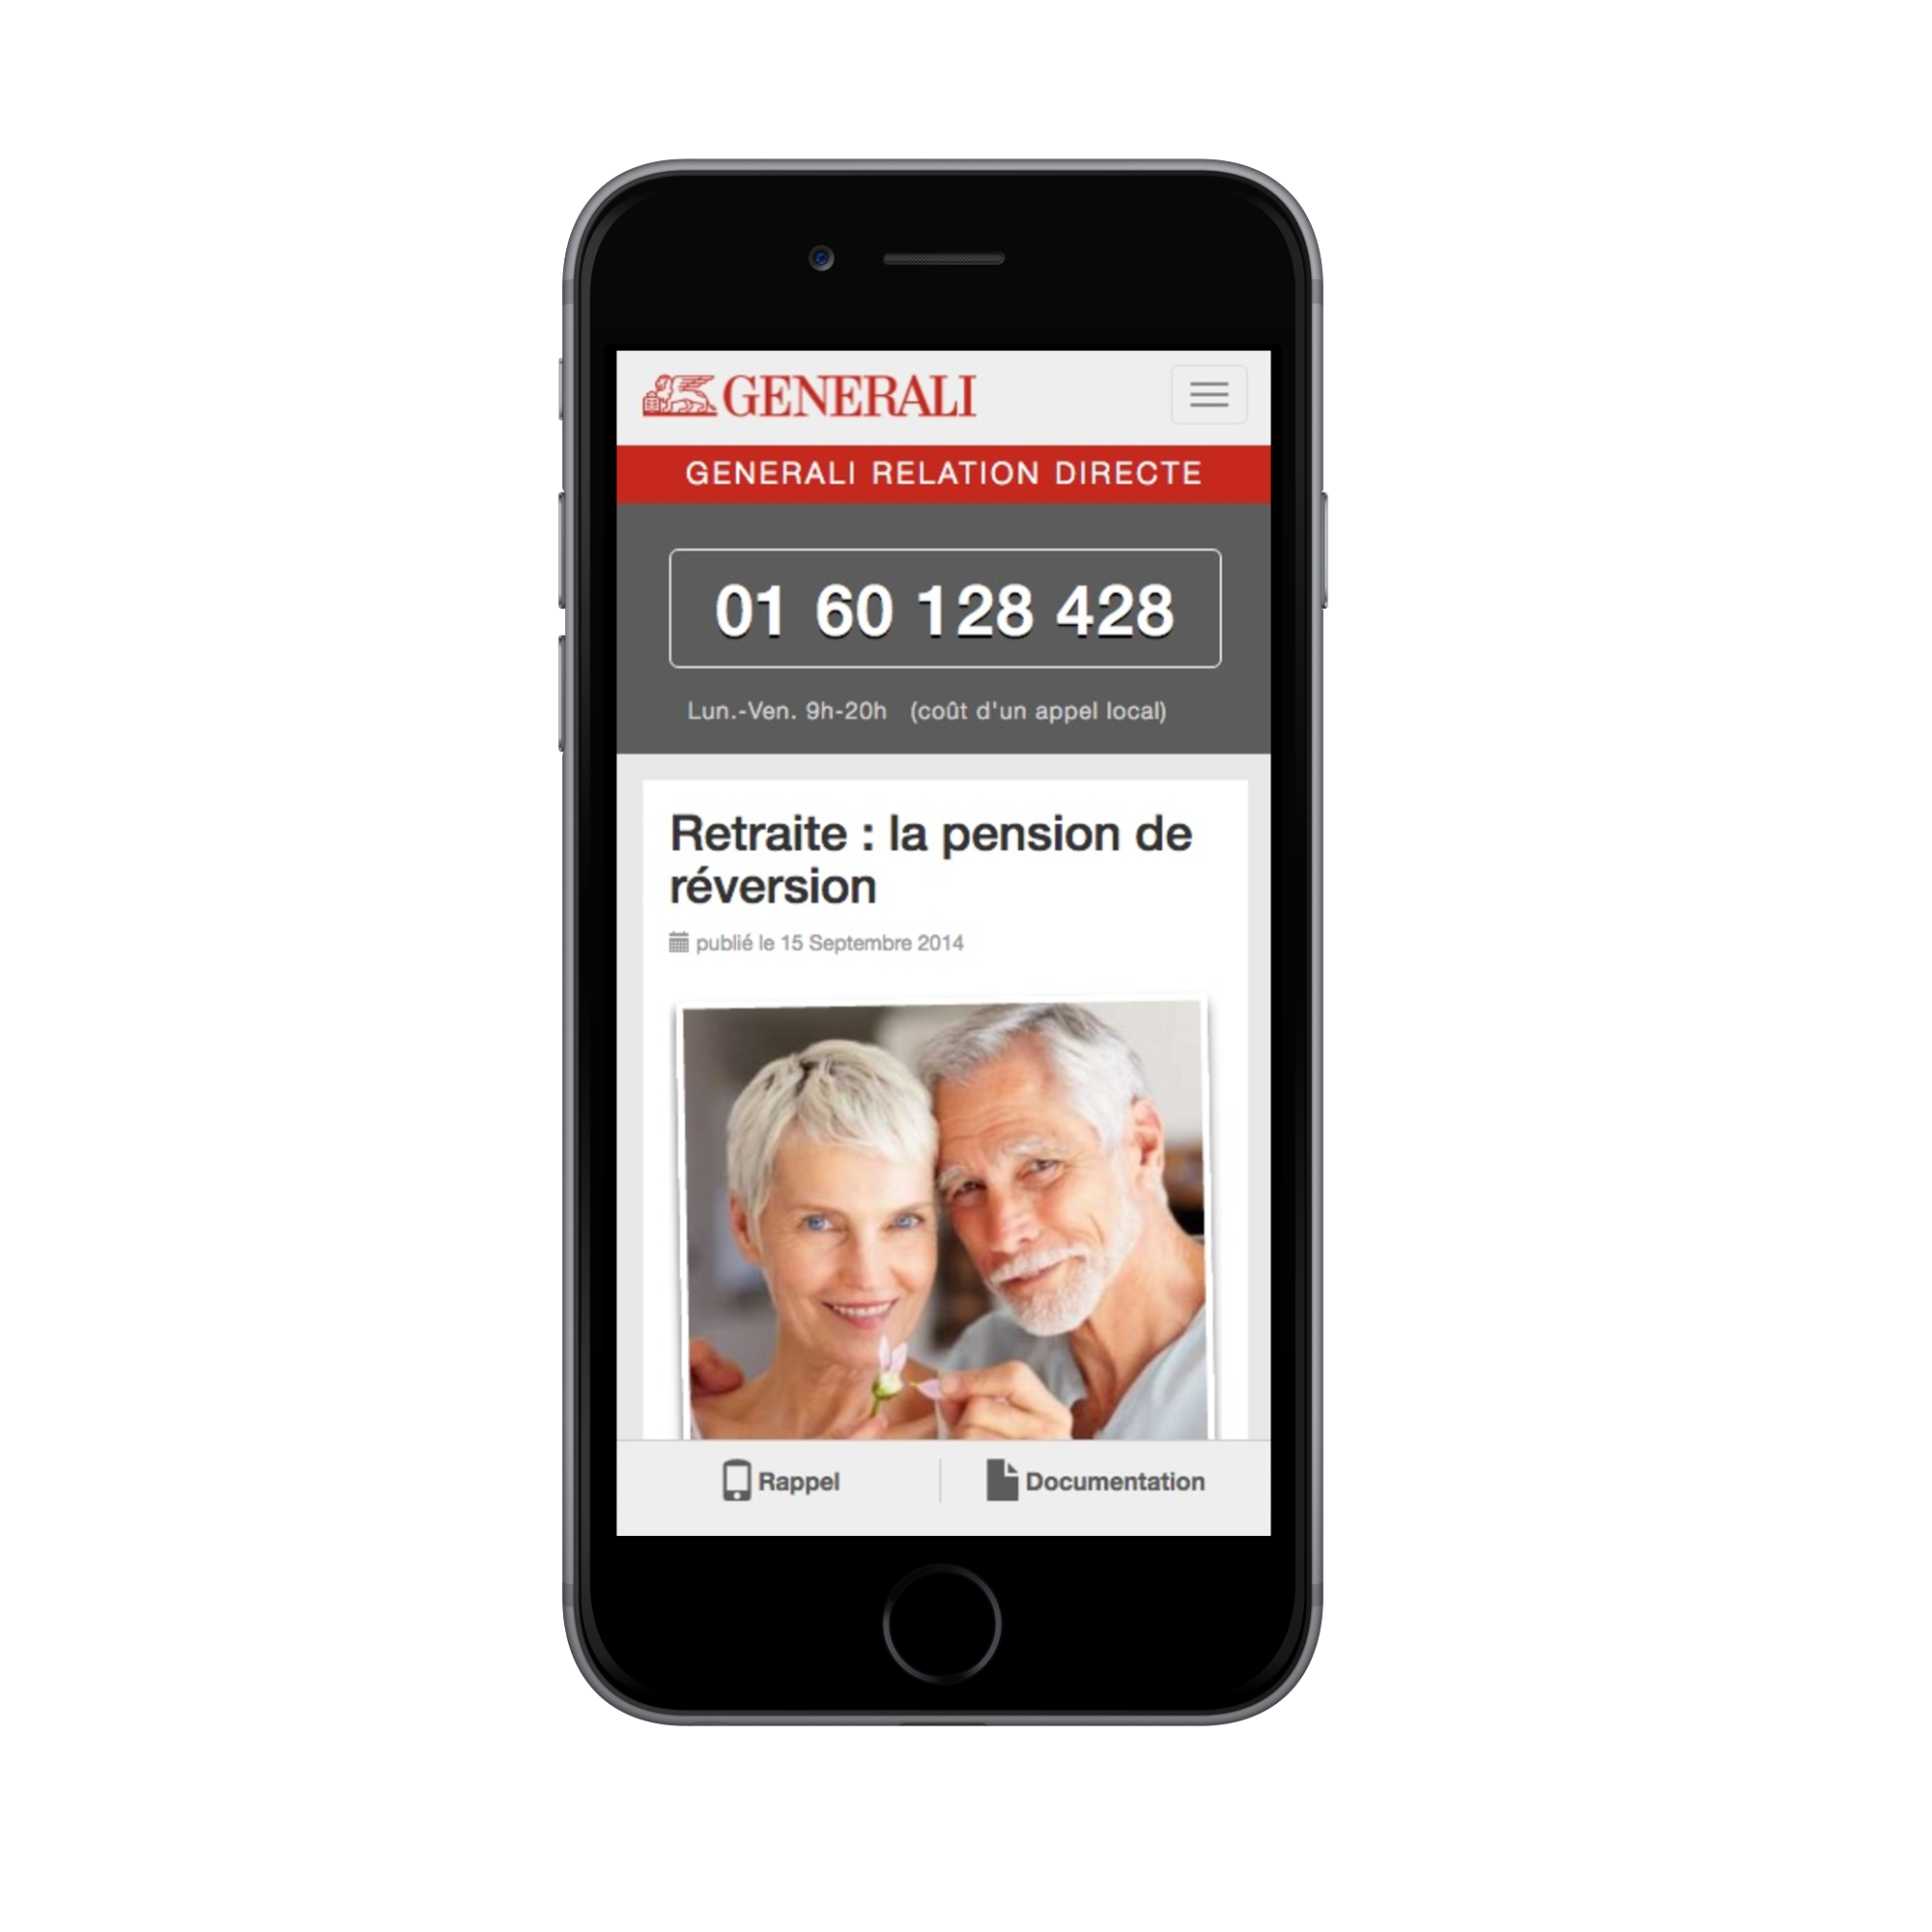 GENERALI
GENERALI RELATION DIRECTE
01 60 128 428
Lun.-Ven. 9h-20h (coût d'un appel local)
Retraite : la pension de
réversion
publié le 15 Septembre 2014
Rappel
Documentation